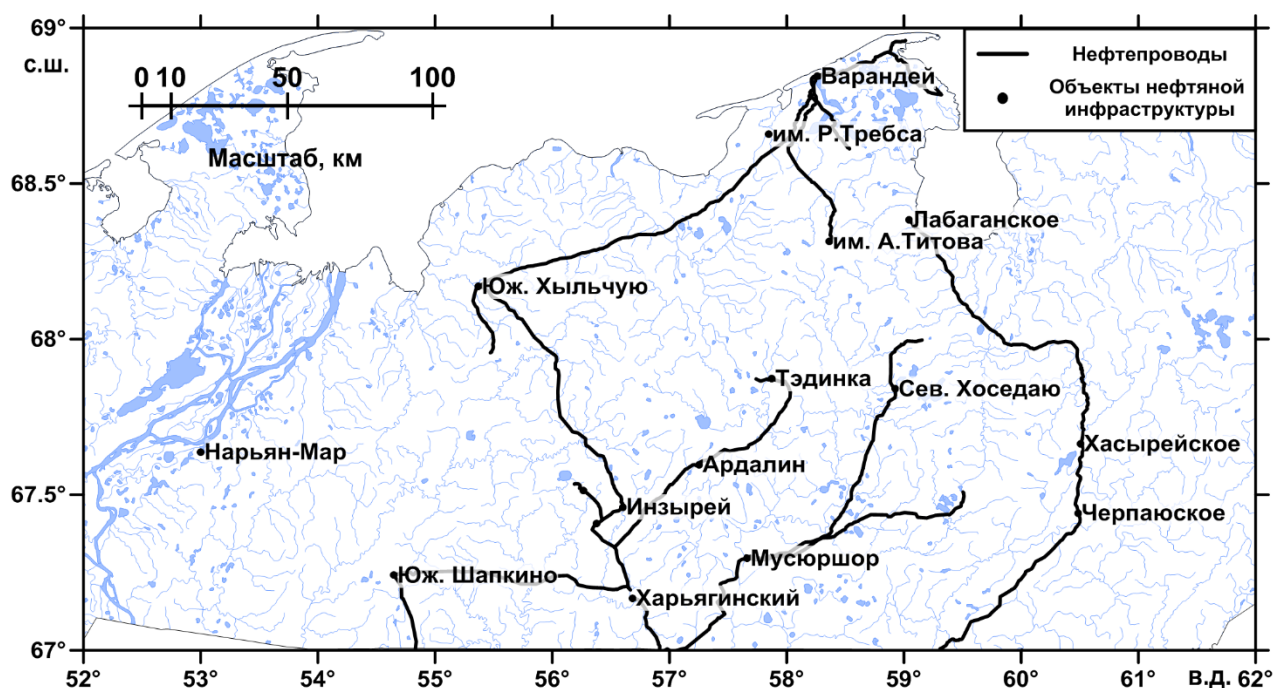 69°
с.ш.
0 10 50 100
Масштаб, км
Нефтепроводы
Объекты нефтяной
инфраструктуры
Варандей
им. Р.Требса
68.5°
Лабаганское
им. А.Титова
Юж. Хыльчую
68°
Тэдинка
Сев. Хоседаю
Нарьян-Мар
Хасырейское
Ардалин
67.5°
Инзырей
Черпаюское
Мусюршор
Юж. Шапкино
Харьягинский
67°
52° 53° 54° 55° 56° 57° 58° 59° 60° 61° в.д. 62°